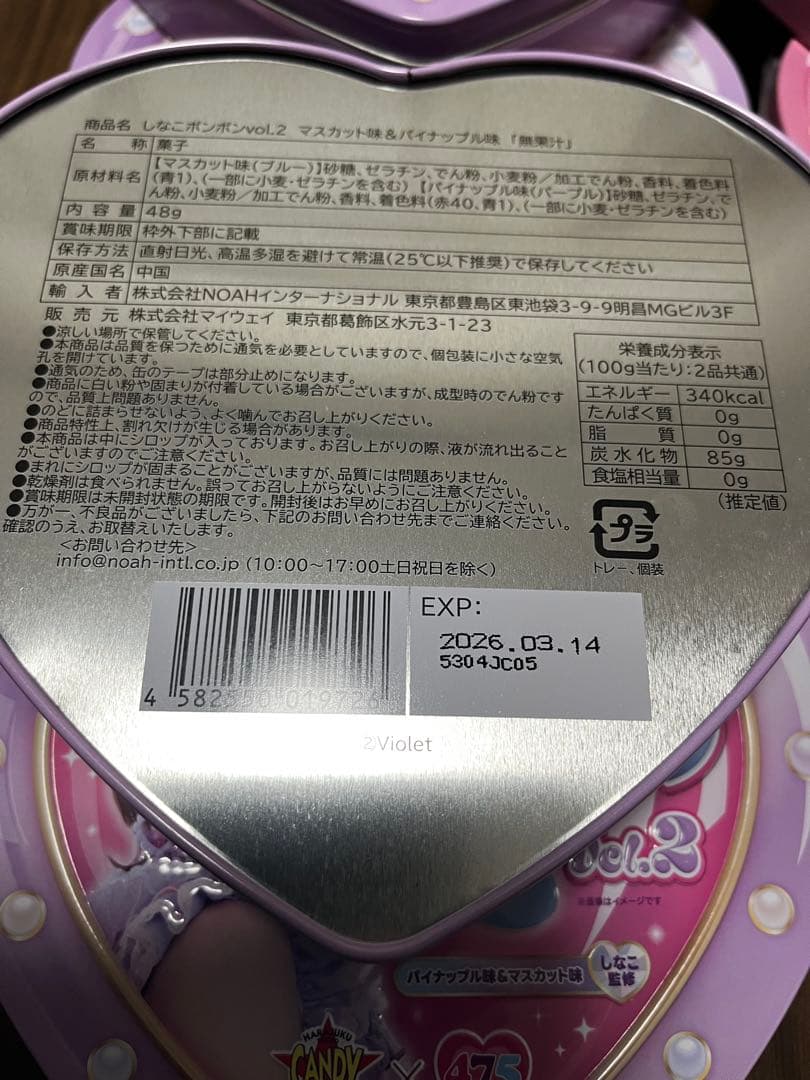 商品名 しなこボンボンvol.2 マスカット味&パイナップル味 「無果汁」
名称 菓子
原材料名 【マスカット味(ブルー)】砂糖、ゼラチン、でん粉、小麦粉/加工でん粉、香料、着色料
(青1)、(一部に小麦・ゼラチンを含む) 【パイナップル味(パープル)】砂糖、ゼラチン、で
ん粉、小麦粉/加工でん粉、香料、着色料(赤40、青1)、(一部に小麦・ゼラチンを含む)
内容量 48g
賞味期限 枠外下部に記載
保存方法 直射日光、高温多湿を避けて常温(25℃以下推奨)で保存してください
原産国名 中国
輸入者 株式会社NOAHインターナショナル 東京都豊島区東池袋3-9-9明昌MGビル3F
販売元 株式会社マイウェイ 東京都葛飾区水元3-1-23
●涼しい場所で保管してください。
●本商品は品質を保つために通気を必要としていますので、個包装に小さな空気
孔を開けています。
●通気のため、缶のテープは部分止めになります。
●商品に白い粉や固まりが付着している場合がございますが、成型時のでん粉です
ので、品質上問題ありません。
●のどに詰まらせないよう、よく噛んでお召し上がりください。
●商品特性上、割れ欠けが生じる場合があります。
●本商品は中にシロップが入っております。お召し上がりの際、液が流れ出ること
がございますのでご注意ください。
●まれにシロップが固まることがございますが、品質には問題ありません。
●乾燥剤は食べられません。誤ってお召し上がらないようにご注意ください。
●賞味期限は未開封状態の期限です。開封後はお早めにお召し上がりください。
●万が一、不良品がございましたら、下記のお問い合わせ先までご連絡ください。
確認のうえ、お取替えいたします。
<お問い合わせ先>
info@noah-intl.co.jp (10:00～17:00土日祝日を除く)
栄養成分表示
(100g当たり:2品共通)
エネルギー 340kcal
たんぱく質 0g
脂質 0g
炭水化物 85g
食塩相当量 0g
(推定値)
プラ
トレー、個装
4 582550 019726
EXP:
2026.03.14
5304JC05
②Violet
vol.2
※画像はイメージです
パイナップル味&マスカット味
しなこ
監修
HARAJUKU
CANDY
×
475